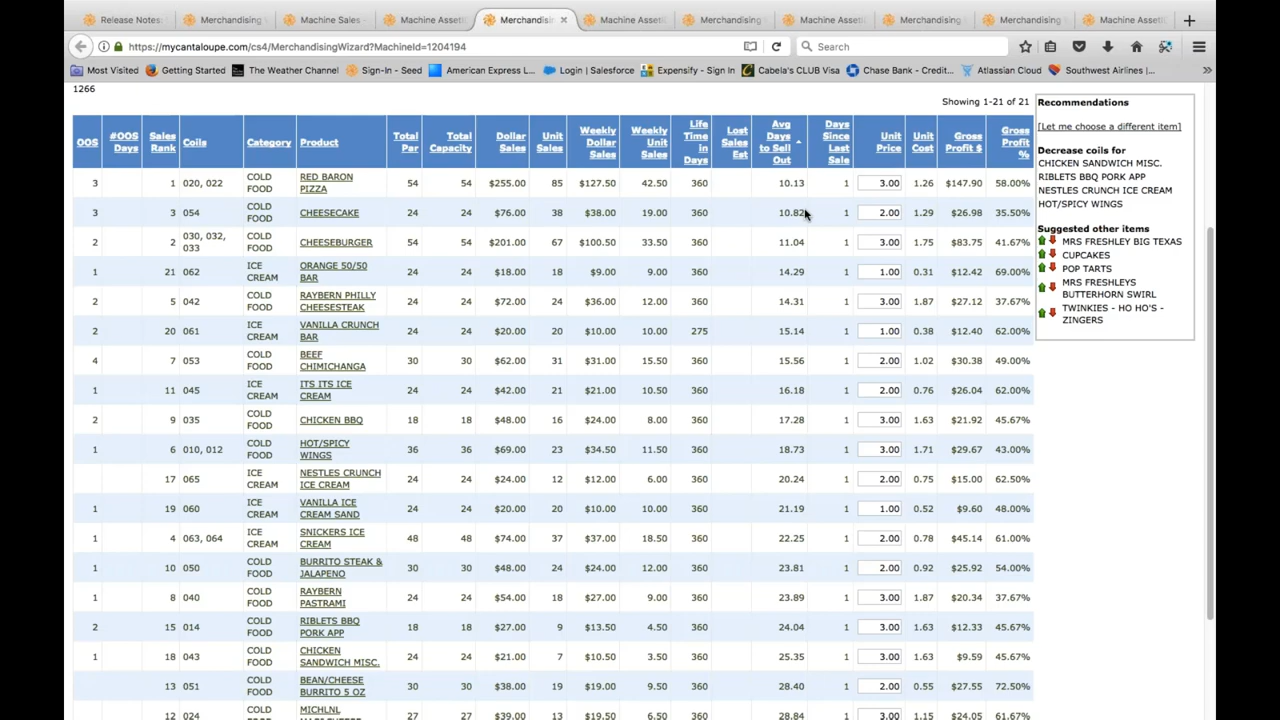 Release Notes:
Merchandising
Machine Sales -
Machine Asseti
Merchandisin
Machine Asseti
Merchandising
Machine Asseti
Merchandising
Merchandising
Machine Asseti
https://mycantaloupe.com/cs4/MerchandisingWizard?MachineId=1204194
Search
Most Visited Getting Started The Weather Channel Sign-In - Seed American Express L... Login | Salesforce Expensify - Sign In Cabela's CLUB Visa Chase Bank - Credit... Atlassian Cloud Southwest Airlines |...
1266
Showing 1-21 of 21
OOS #OOS Days Sales Rank Coils Category Product Total Par Total Capacity Dollar Sales Unit Sales Weekly Dollar Sales Weekly Unit Sales Life Time in Days Lost Sales Est Avg Days to Sell Out Days Since Last Sale Unit Price Unit Cost Gross Profit $ Gross Profit %
3 1 020, 022 COLD FOOD RED BARON PIZZA 54 54 $255.00 85 $127.50 42.50 360 10.13 1 3.00 1.26 $147.90 58.00%
3 3 054 COLD FOOD CHEESECAKE 24 24 $76.00 38 $38.00 19.00 360 10.82 1 2.00 1.29 $26.98 35.50%
2 2 030, 032, 033 COLD FOOD CHEESEBURGER 54 54 $201.00 67 $100.50 33.50 360 11.04 1 3.00 1.75 $83.75 41.67%
1 21 062 ICE CREAM ORANGE 50/50 BAR 24 24 $18.00 18 $9.00 9.00 360 14.29 1 1.00 0.31 $12.42 69.00%
2 5 042 COLD FOOD RAYBERN PHILLY CHEESESTEAK 24 24 $72.00 24 $36.00 12.00 360 14.31 1 3.00 1.87 $27.12 37.67%
2 20 061 ICE CREAM VANILLA CRUNCH BAR 24 24 $20.00 20 $10.00 10.00 275 15.14 1 1.00 0.38 $12.40 62.00%
4 7 053 COLD FOOD BEEF CHIMICHANGA 30 30 $62.00 31 $31.00 15.50 360 15.56 1 2.00 1.02 $30.38 49.00%
1 11 045 ICE CREAM ITS ITS ICE CREAM 24 24 $42.00 21 $21.00 10.50 360 16.18 1 2.00 0.76 $26.04 62.00%
2 9 035 COLD FOOD CHICKEN BBQ 18 18 $48.00 16 $24.00 8.00 360 17.28 1 3.00 1.63 $21.92 45.67%
1 6 010, 012 COLD FOOD HOT/SPICY WINGS 36 36 $69.00 23 $34.50 11.50 360 18.73 1 3.00 1.71 $29.67 43.00%
17 065 ICE CREAM NESTLES CRUNCH ICE CREAM 24 24 $24.00 12 $12.00 6.00 360 20.24 1 2.00 0.75 $15.00 62.50%
1 19 060 ICE CREAM VANILLA ICE CREAM SAND 24 24 $20.00 20 $10.00 10.00 360 21.19 1 1.00 0.52 $9.60 48.00%
1 4 063, 064 ICE CREAM SNICKERS ICE CREAM 48 48 $74.00 37 $37.00 18.50 360 22.25 1 2.00 0.78 $45.14 61.00%
1 10 050 COLD FOOD BURRITO STEAK & JALAPENO 30 30 $48.00 24 $24.00 12.00 360 23.81 1 2.00 0.92 $25.92 54.00%
1 8 040 COLD FOOD RAYBERN PASTRAMI 24 24 $54.00 18 $27.00 9.00 360 23.89 1 3.00 1.87 $20.34 37.67%
2 15 014 COLD FOOD RIBLETS BBQ PORK APP 18 18 $27.00 9 $13.50 4.50 360 24.04 1 3.00 1.63 $12.33 45.67%
1 18 043 COLD FOOD CHICKEN SANDWICH MISC. 24 24 $21.00 7 $10.50 3.50 360 25.35 1 3.00 1.63 $9.59 45.67%
13 051 COLD FOOD BEAN/CHEESE BURRITO 5 OZ 30 30 $38.00 19 $19.00 9.50 360 28.40 1 2.00 0.55 $27.55 72.50%
12 024 COLD MICHLNL 27 27 $39.00 13 $19.50 6.50 360 28.84 1 3.00 1.15 $24.05 61.67%
Recommendations
[Let me choose a different item]
Decrease coils for
CHICKEN SANDWICH MISC.
RIBLETS BBQ PORK APP
NESTLES CRUNCH ICE CREAM
HOT/SPICY WINGS
Suggested other items
MRS FRESHLEY BIG TEXAS
CUPCAKES
POP TARTS
MRS FRESHLEYS
BUTTERHORN SWIRL
TWINKIES - HO HO'S -
ZINGERS